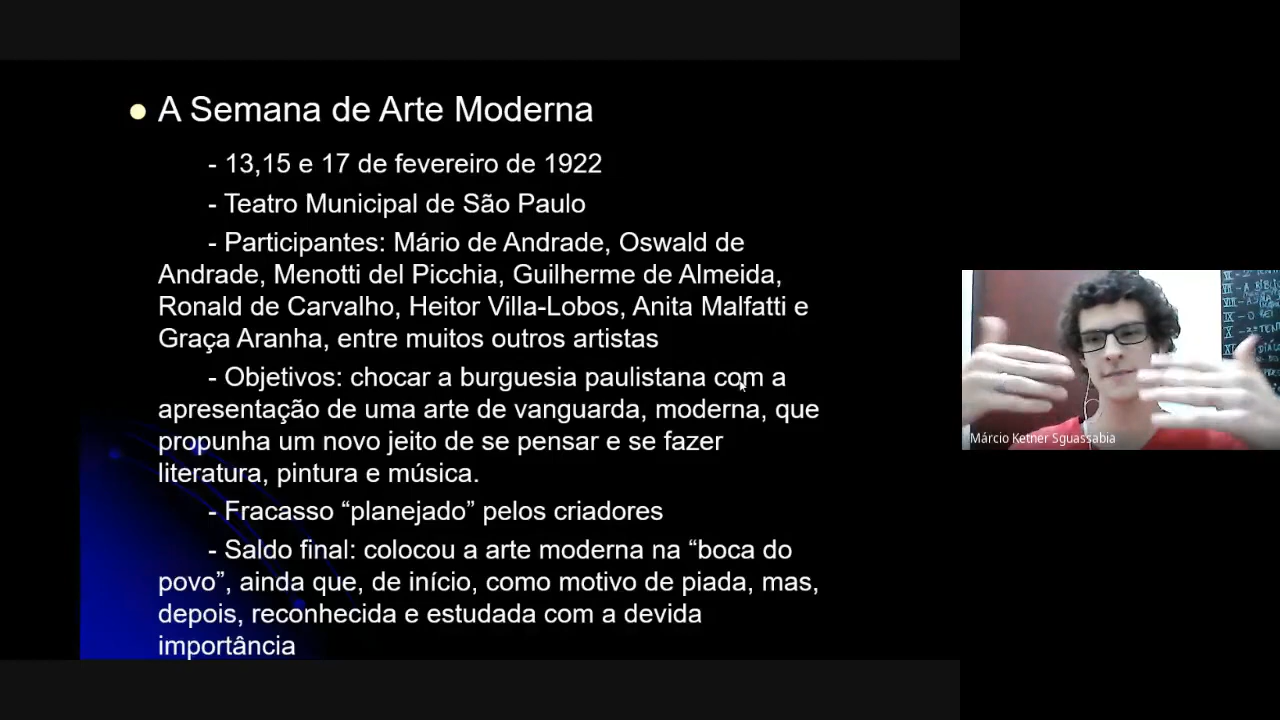 A Semana de Arte Moderna
- 13,15 e 17 de fevereiro de 1922
- Teatro Municipal de São Paulo
- Participantes: Mário de Andrade, Oswald de
Andrade, Menotti del Picchia, Guilherme de Almeida,
Ronald de Carvalho, Heitor Villa-Lobos, Anita Malfatti e
Graça Aranha, entre muitos outros artistas
- Objetivos: chocar a burguesia paulistana com a
apresentação de uma arte de vanguarda, moderna, que
propunha um novo jeito de se pensar e se fazer
literatura, pintura e música.
- Fracasso “planejado” pelos criadores
- Saldo final: colocou a arte moderna na “boca do
povo”, ainda que, de início, como motivo de piada, mas,
depois, reconhecida e estudada com a devida
importância
Márcio Ketner Sguassabia